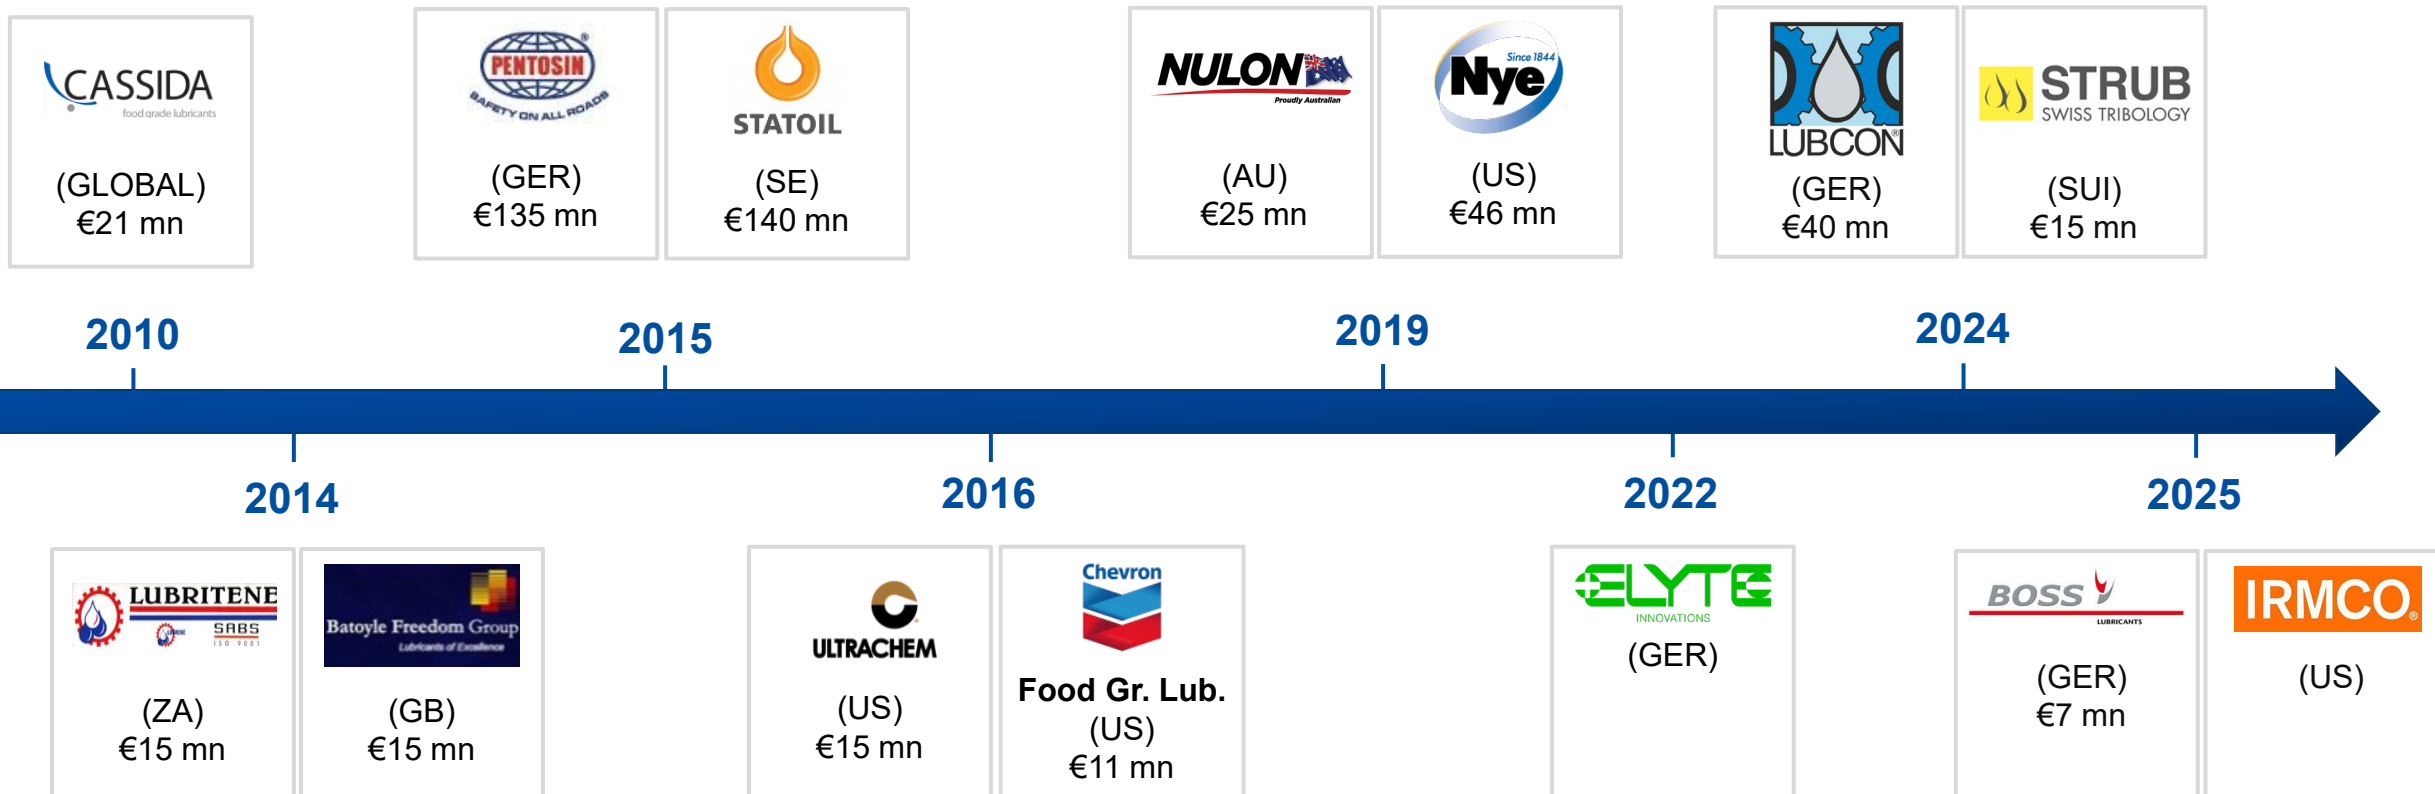 CASSIDA
food grade lubricants
(GLOBAL)
€21 mn
PENTOSIN
®
SAFETY ON ALL ROADS
(GER)
€135 mn
STATOIL
(SE)
€140 mn
NULON
Proudly Australian
(AU)
€25 mn
Since 1844
Nye
(US)
€46 mn
LUBCON®
(GER)
€40 mn
STRUB
SWISS TRIBOLOGY
(SUI)
€15 mn
2010
2015
2019
2024
2014
2016
2022
2025
LUBRITENE
SABS
ISO 9001
(ZA)
€15 mn
Batoyle Freedom Group
Lubricants of Excellence
(GB)
€15 mn
ULTRACHEM
(US)
€15 mn
Chevron
Food Gr. Lub.
(US)
€11 mn
ELYTE
INNOVATIONS
(GER)
BOSS
LUBRICANTS
(GER)
€7 mn
IRMCO®
(US)